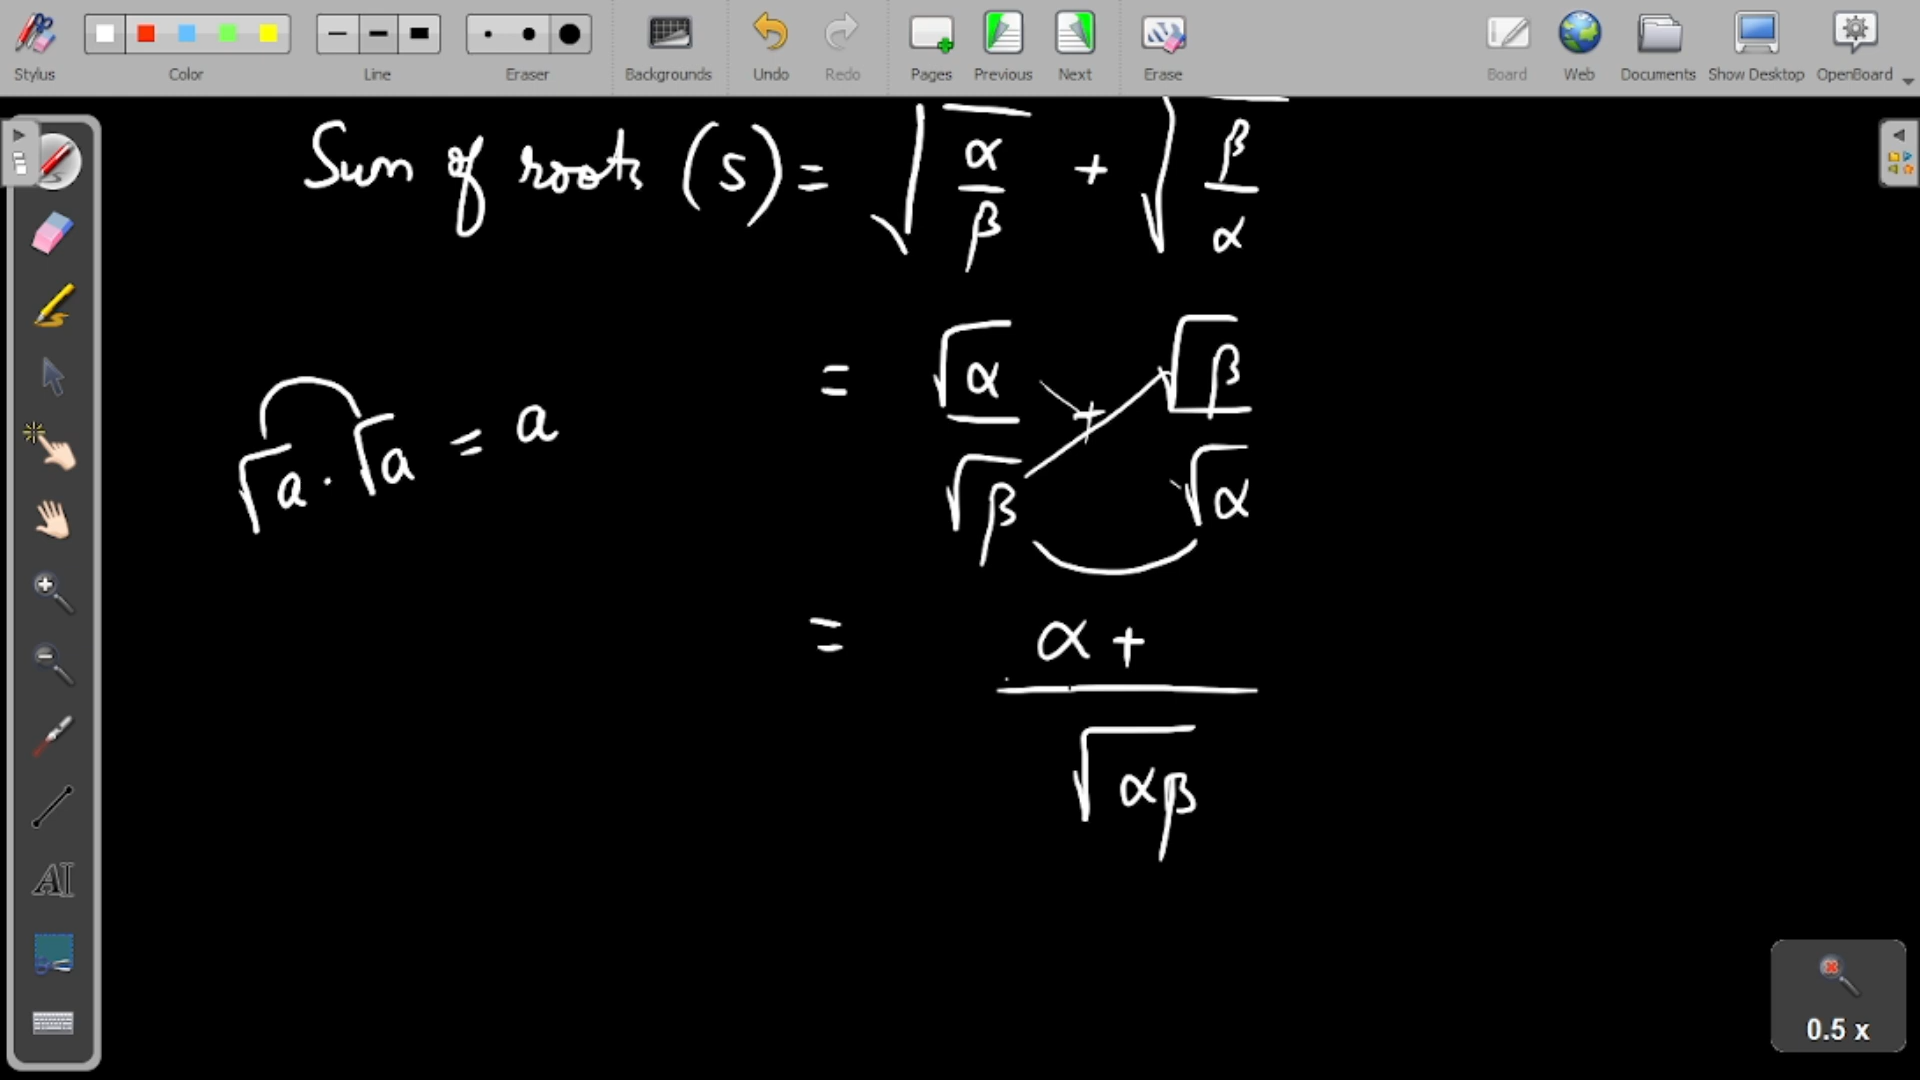 Stylus Color Line Eraser Backgrounds Undo Redo Pages Previous Next Erase Board Web Documents Show Desktop OpenBoard
Sum of roots (S) = √(α/β) + √(β/α)
= √α/√β + √β/√α
√a · √a = a
= α + / √αβ
AI
0.5 x